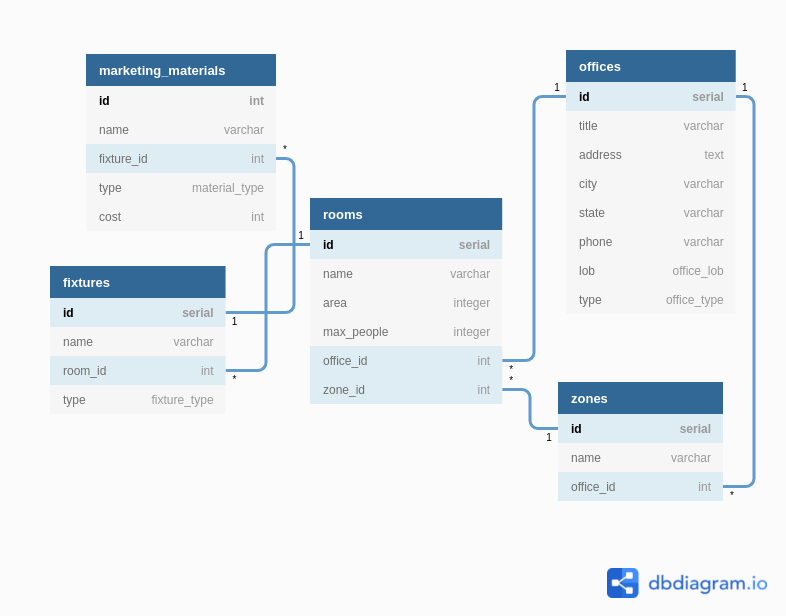 marketing_materials
id int
name varchar
fixture_id int
*
type material_type
cost int
fixtures
id serial
1
name varchar
room_id int
*
type fixture_type
rooms
1
id serial
name varchar
area integer
max_people integer
office_id int
*
zone_id int
*
offices
1
id serial
1
title varchar
address text
city varchar
state varchar
phone varchar
lob office_lob
type office_type
zones
id serial
1
name varchar
office_id int
*
dbdiagram.io